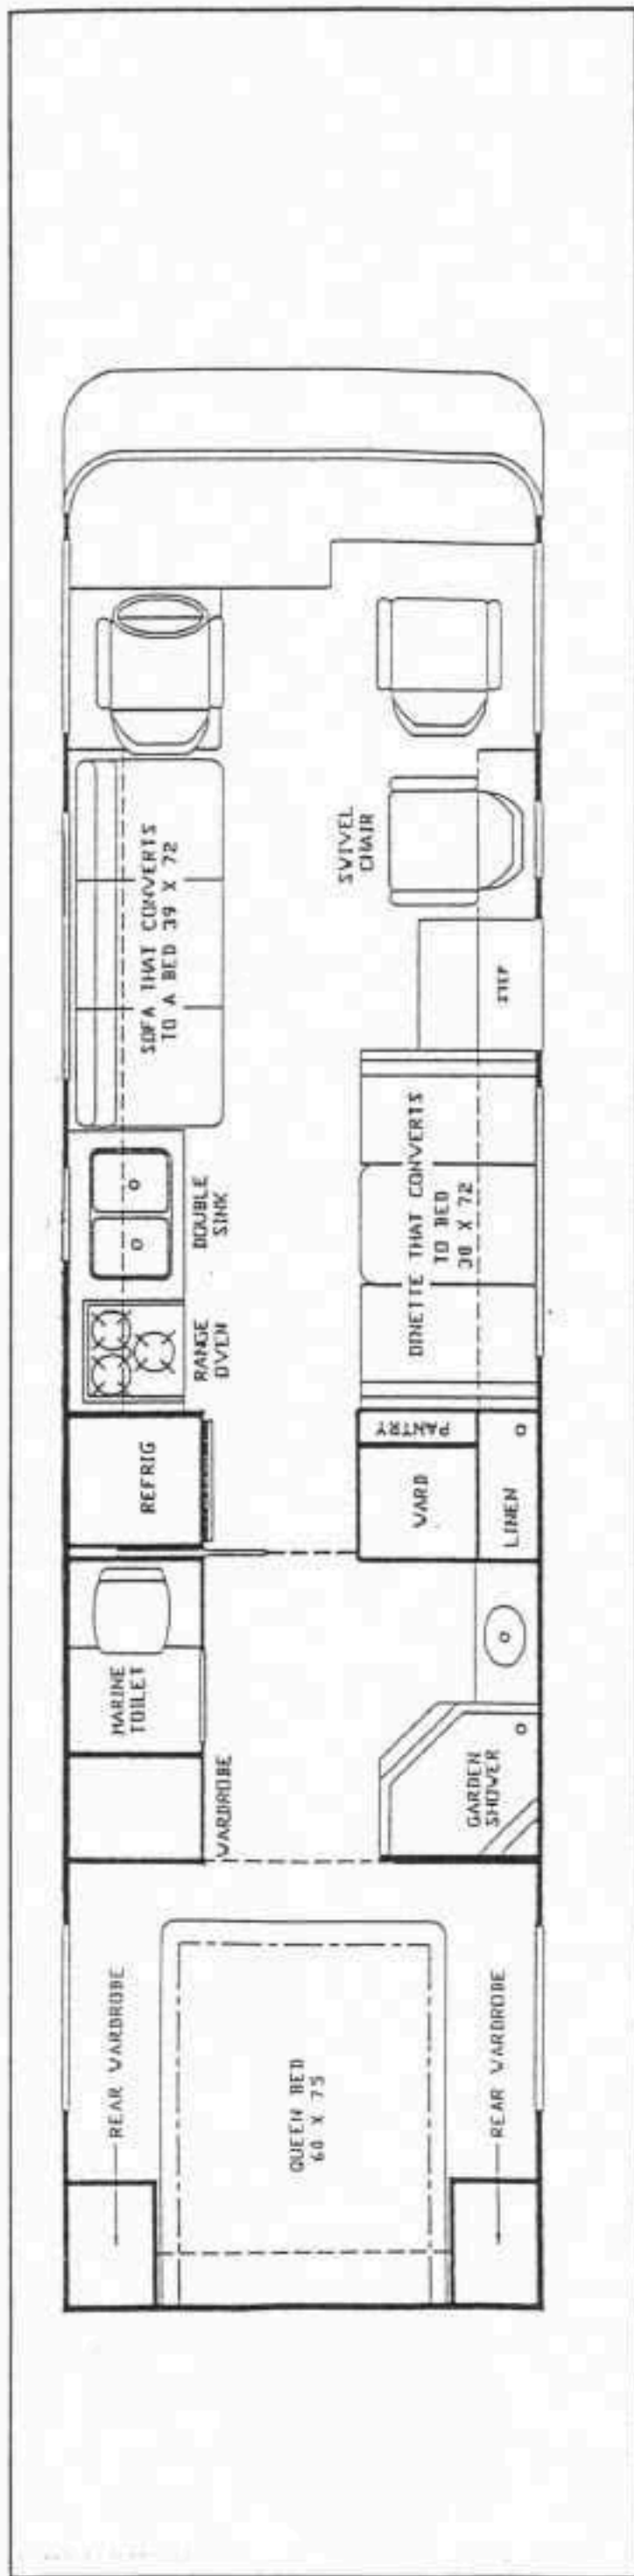 SOFA THAT CONVERTS
TO A BED 39 X 72
SWIVEL
CHAIR
STEP
DOUBLE
SINK
RANGE
OVEN
DINETTE THAT CONVERTS
TO BED
38 X 72
REFRIG
PANTRY
WARD
LINEN
MARINE
TOILET
WARDROBE
GARDEN
SHOWER
REAR WARDROBE
QUEEN BED
60 X 75
REAR WARDROBE